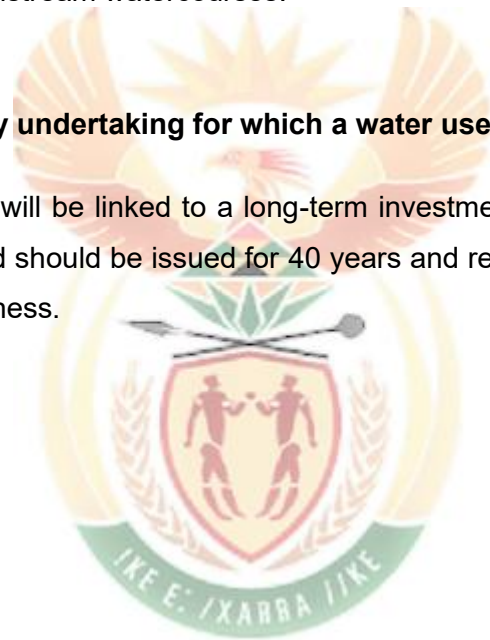 stream watercourses.
y undertaking for which a water use
will be linked to a long-term investme
d should be issued for 40 years and re
ness.
!KE E: /XARRA //KE